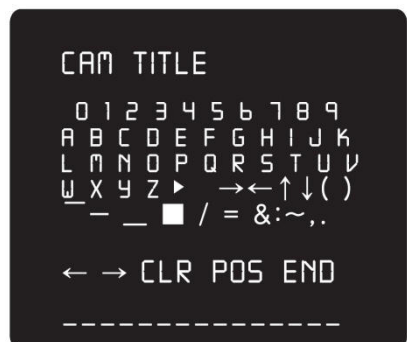 CAM TITLE
0 1 2 3 4 5 6 7 8 9
A B C D E F G H I J K
L M N O P Q R S T U V
W X Y Z ▶ → ← ↑ ↓ ( )
— _ ■ / = & : ~ , .
← → CLR POS END
_ _ _ _ _ _ _ _ _ _ _ _ _ _ _